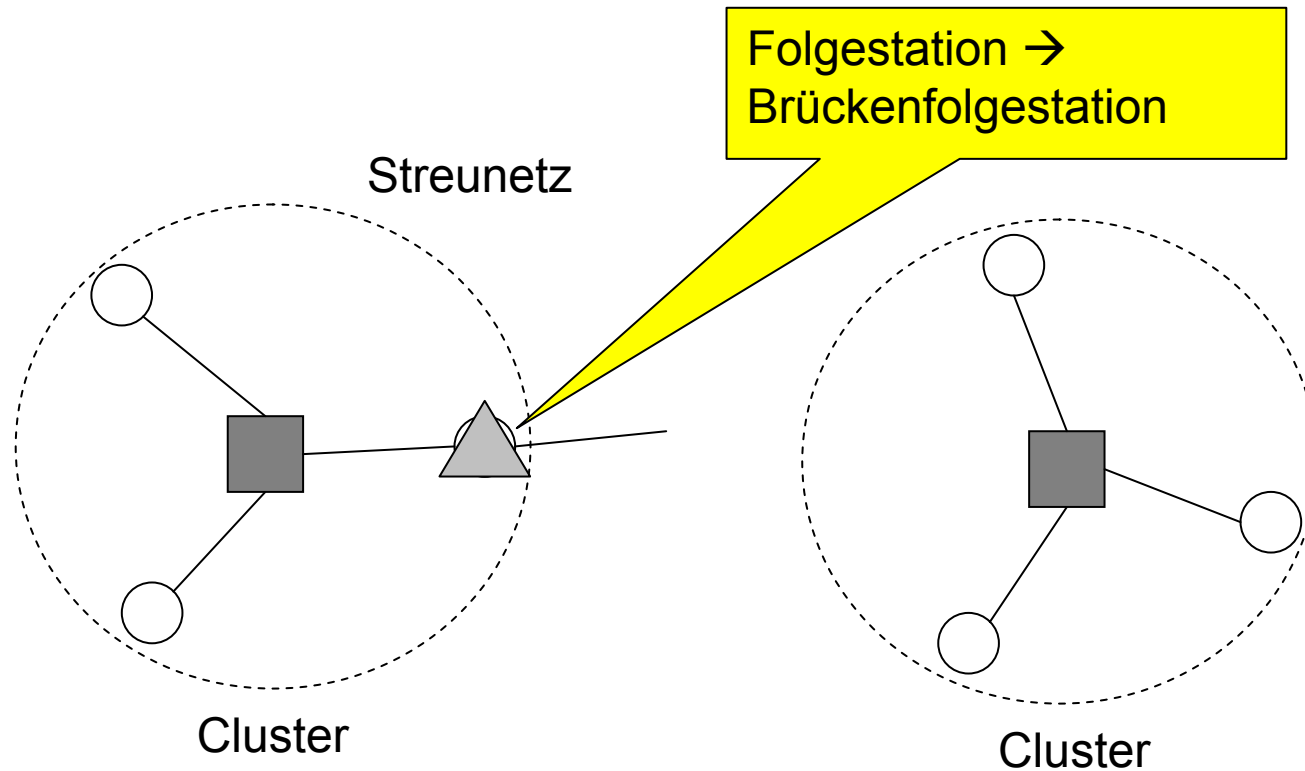 Folgestation →
Brückenfolgestation
Streunetz
Cluster
Cluster